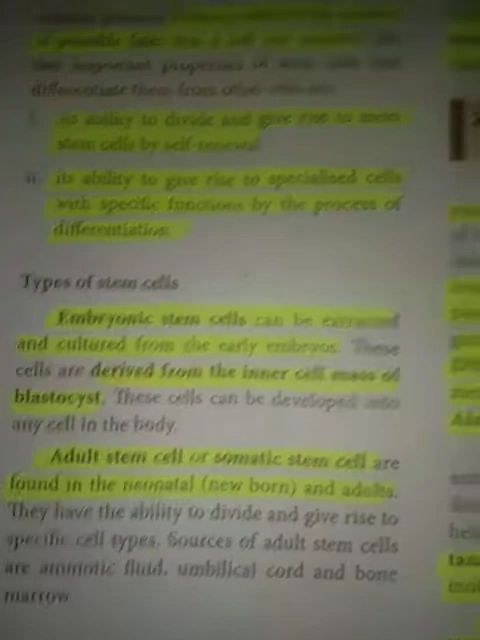 differentiate them from other cells are
i. its ability to divide and give rise to more
stem cells by self-renewal
ii. its ability to give rise to specialised cells
with specific functions by the process of
differentiation.
Types of stem cells
Embryonic stem cells can be extracted
and cultured from the early embryos. These
cells are derived from the inner cell mass of
blastocyst. These cells can be developed into
any cell in the body.
Adult stem cell or somatic stem cell are
found in the neonatal (new born) and adults.
They have the ability to divide and give rise to
specific cell types. Sources of adult stem cells
are amniotic fluid, umbilical cord and bone
marrow